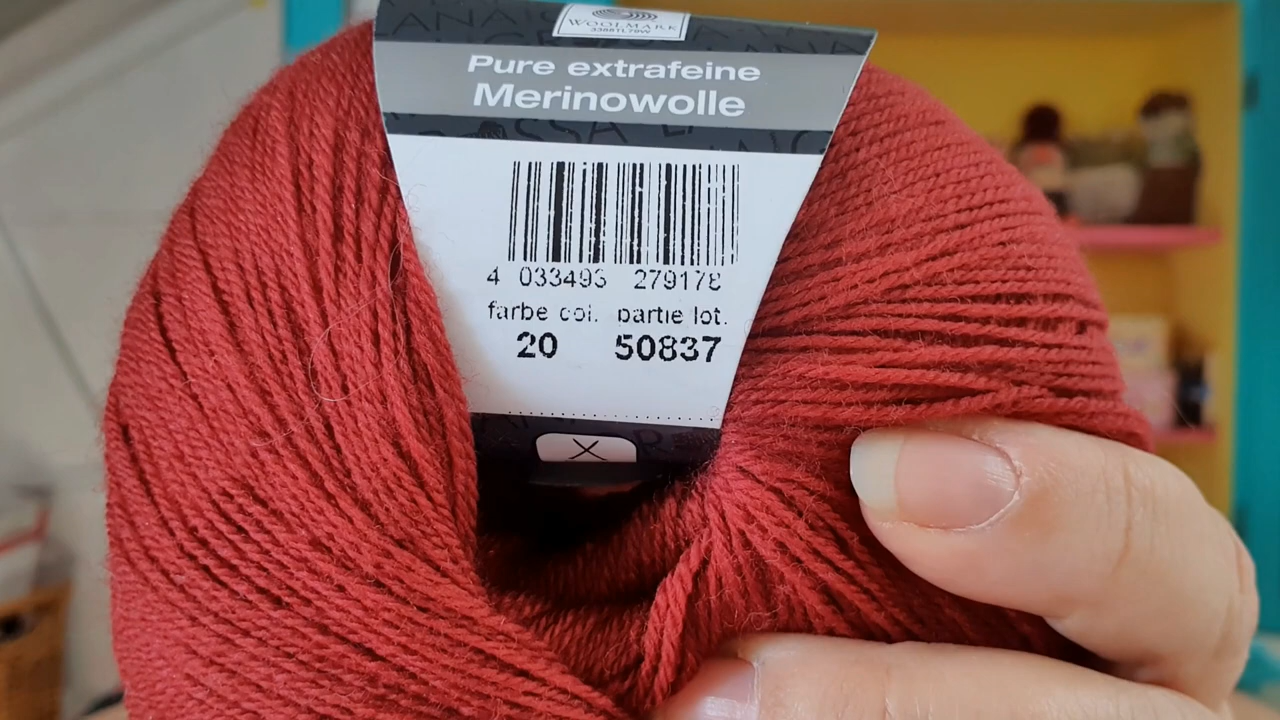 WOOLMARK
Pure extrafeine
Merinowolle
4 033493 279178
farbe col. partie lot.
20 50837
X